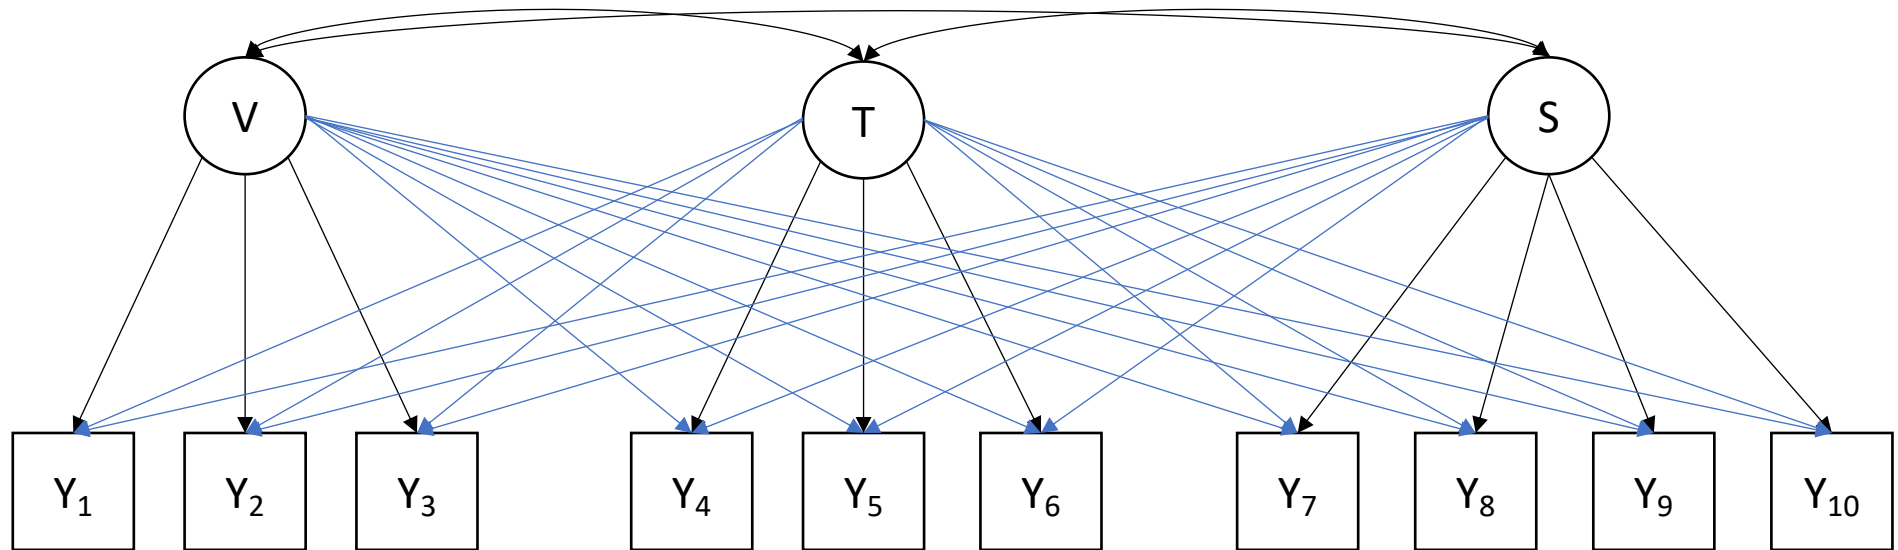 V T S
Y₁ Y₂ Y₃ Y₄ Y₅ Y₆ Y₇ Y₈ Y₉ Y₁₀